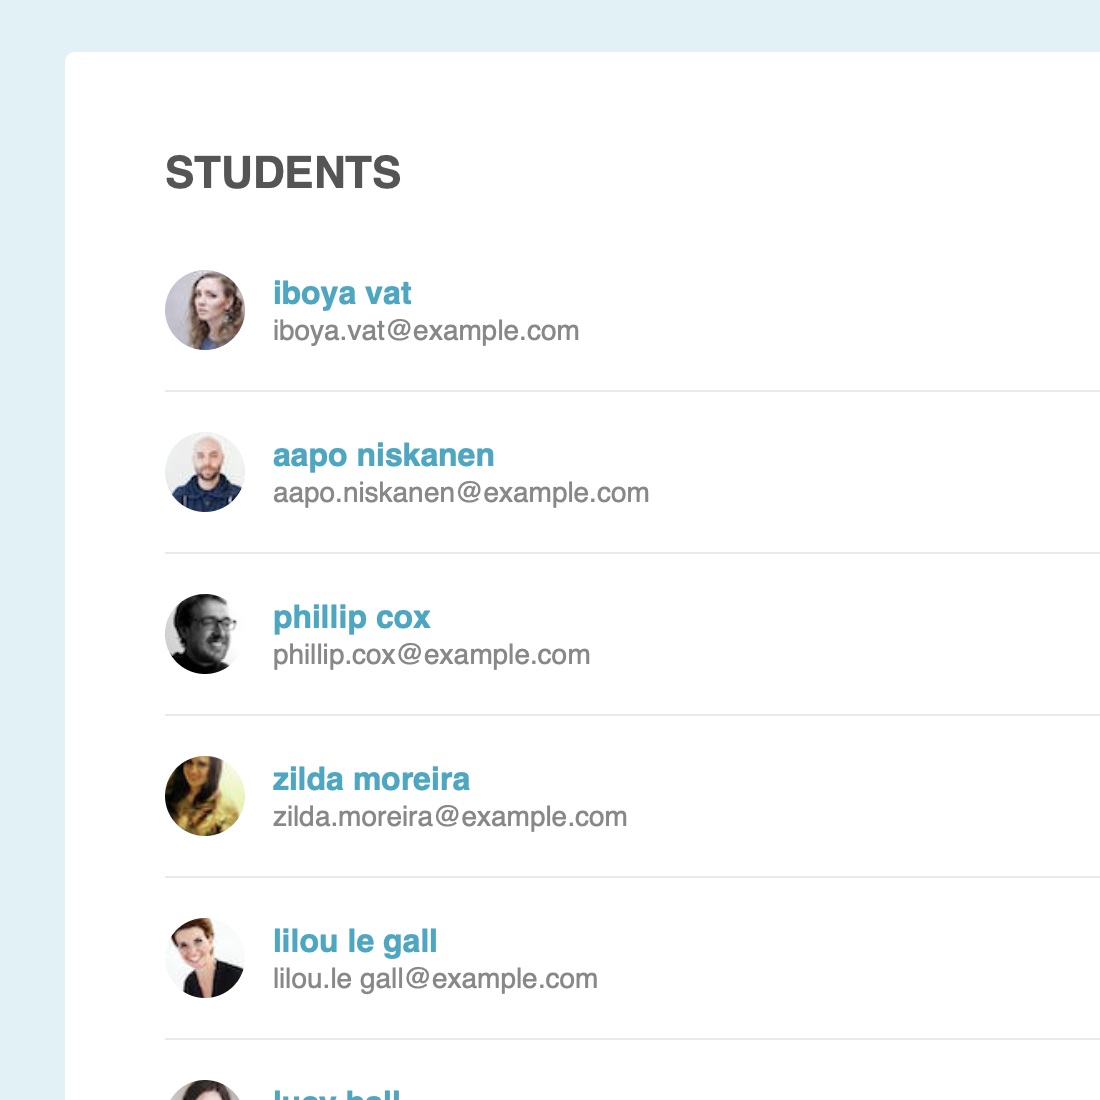 STUDENTS
iboya vat
iboya.vat@example.com
aapo niskanen
aapo.niskanen@example.com
phillip cox
phillip.cox@example.com
zilda moreira
zilda.moreira@example.com
lilou le gall
lilou.le gall@example.com